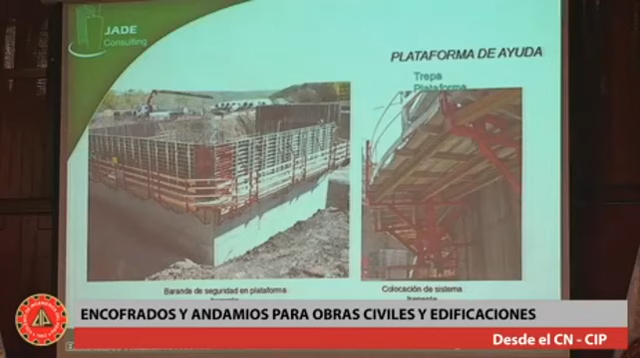 JADE
Consulting
PLATAFORMA DE AYUDA
Trepa
Plataforma
Baranda de seguridad en plataforma
Colocación de sistema
ENCOFRADOS Y ANDAMIOS PARA OBRAS CIVILES Y EDIFICACIONES
Desde el CN - CIP